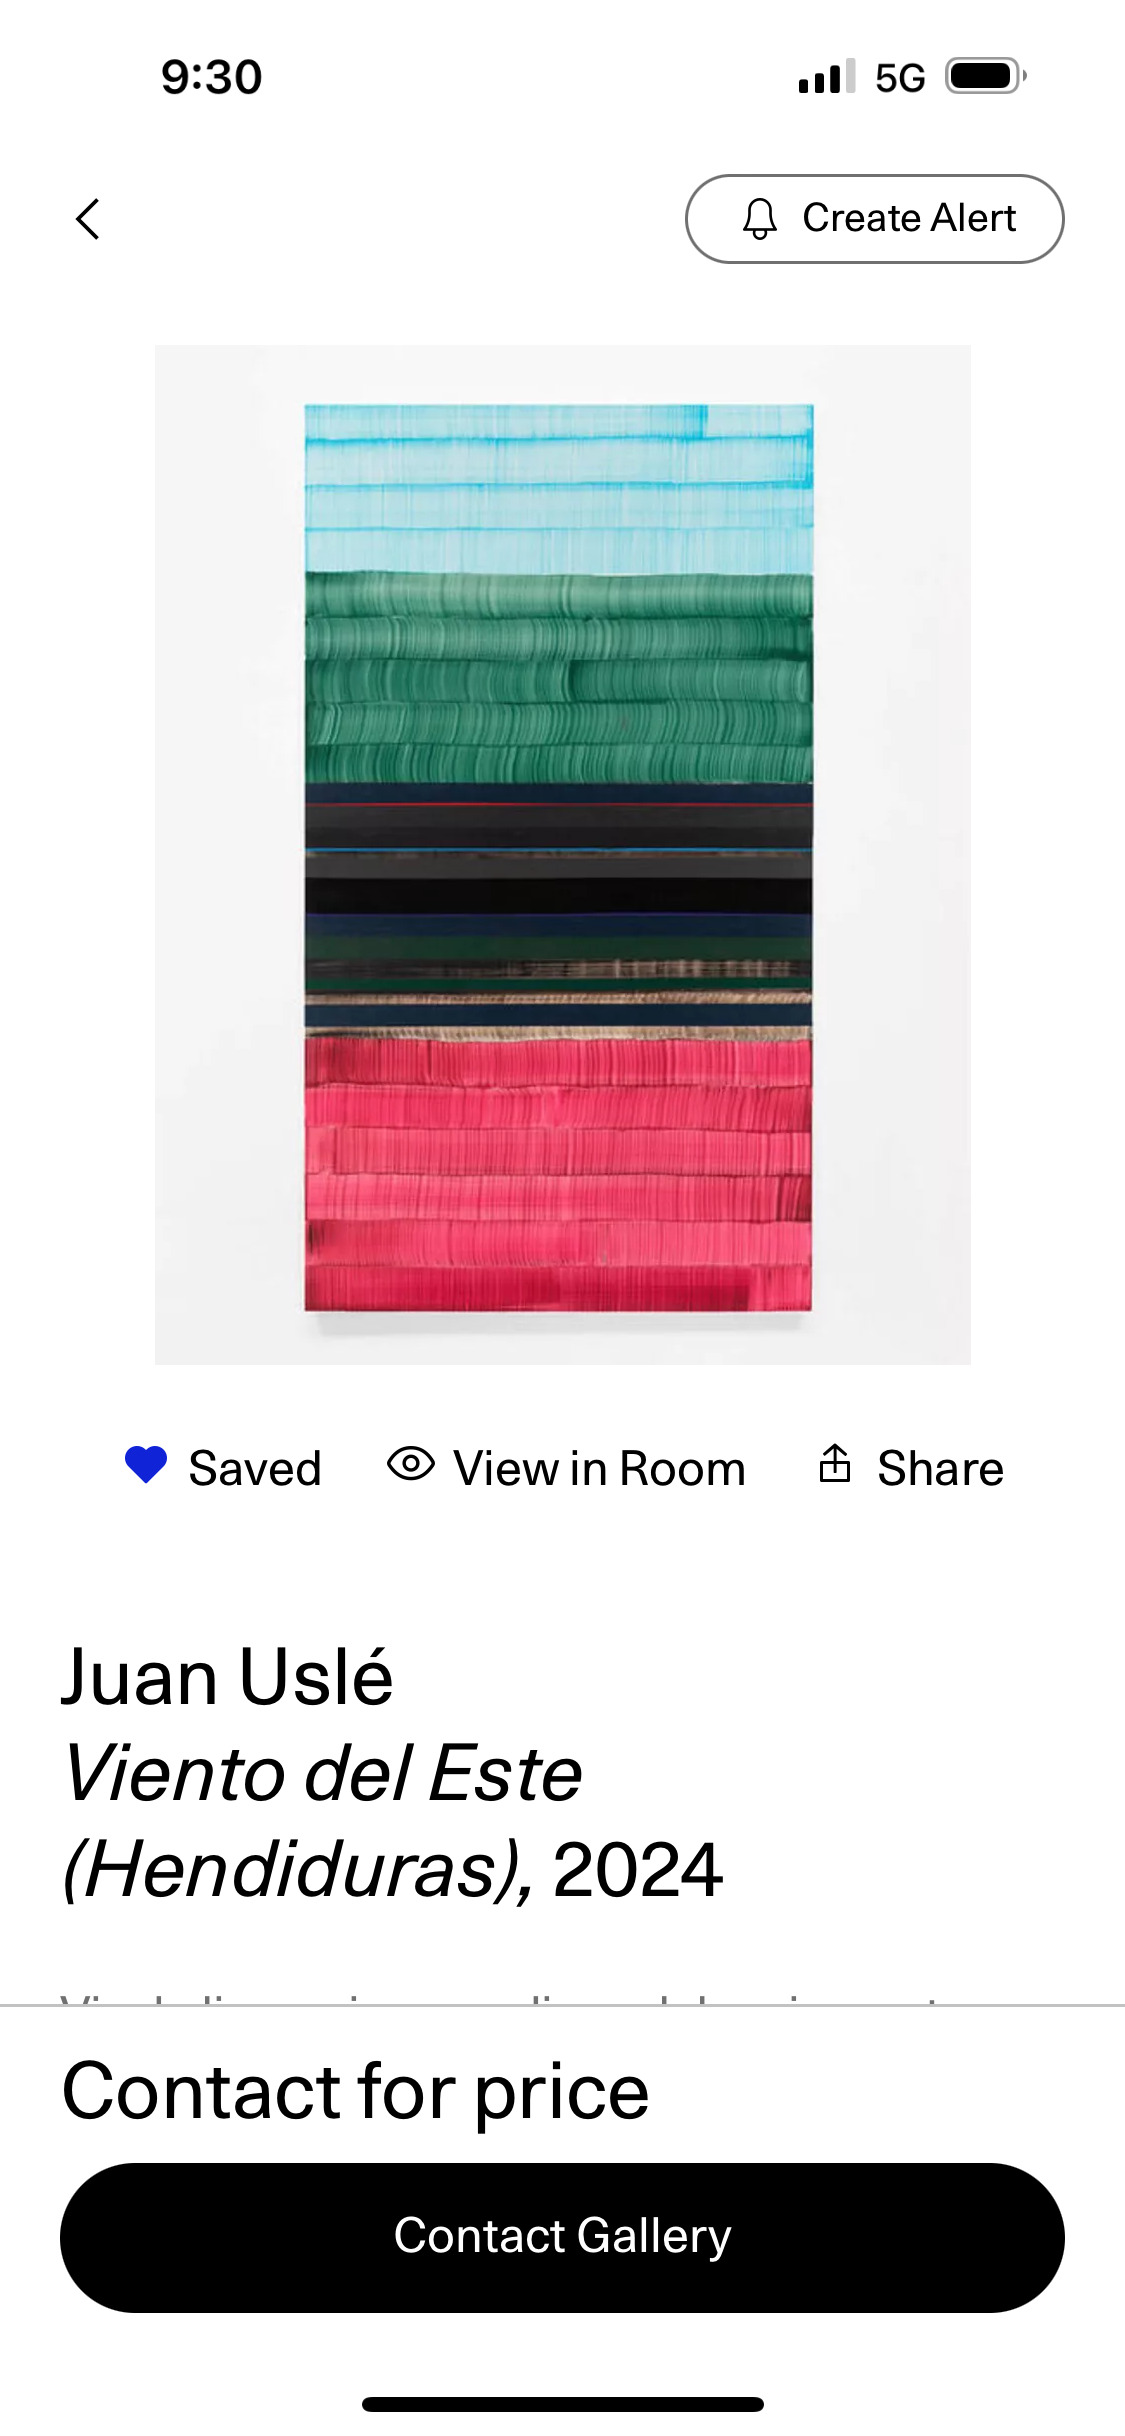 9:30 5G
Create Alert
Saved View in Room Share
Juan Uslé
Viento del Este
(Hendiduras), 2024
Contact for price
Contact Gallery